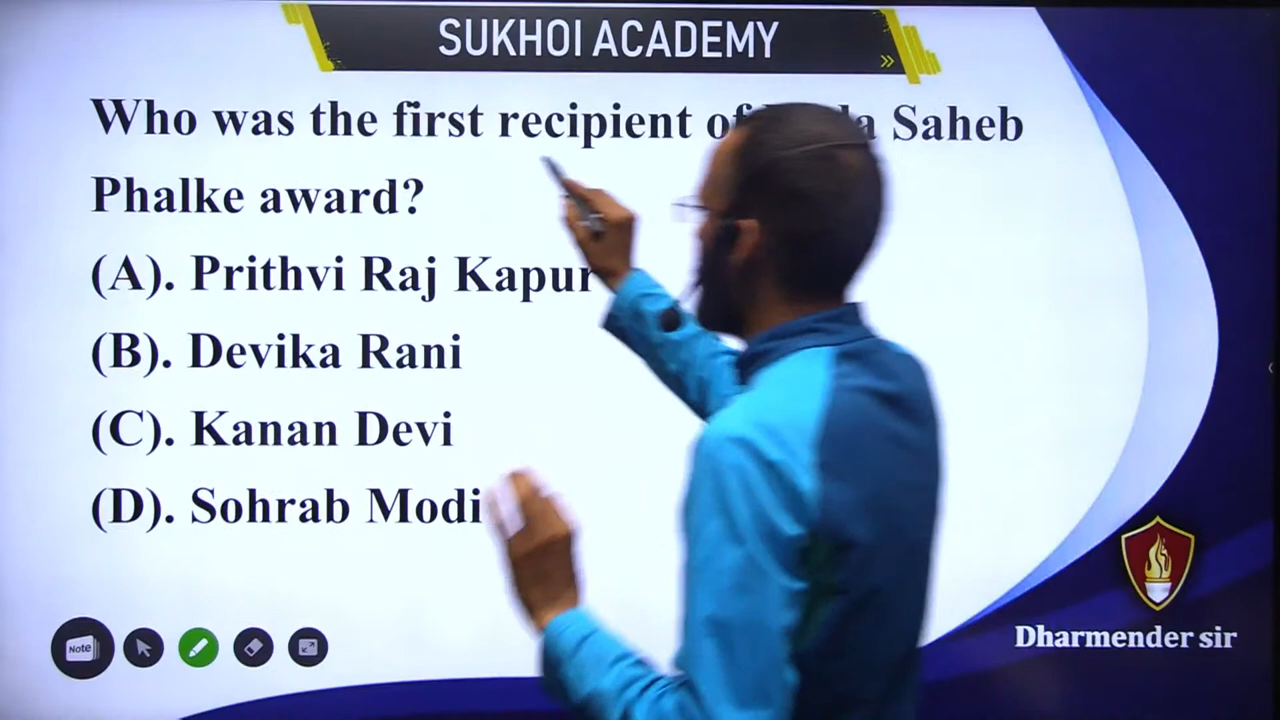 SUKHOI ACADEMY
Who was the first recipient of Saheb
Phalke award?
(A). Prithvi Raj Kapur
(B). Devika Rani
(C). Kanan Devi
(D). Sohrab Modi
Note
Dharmender sir